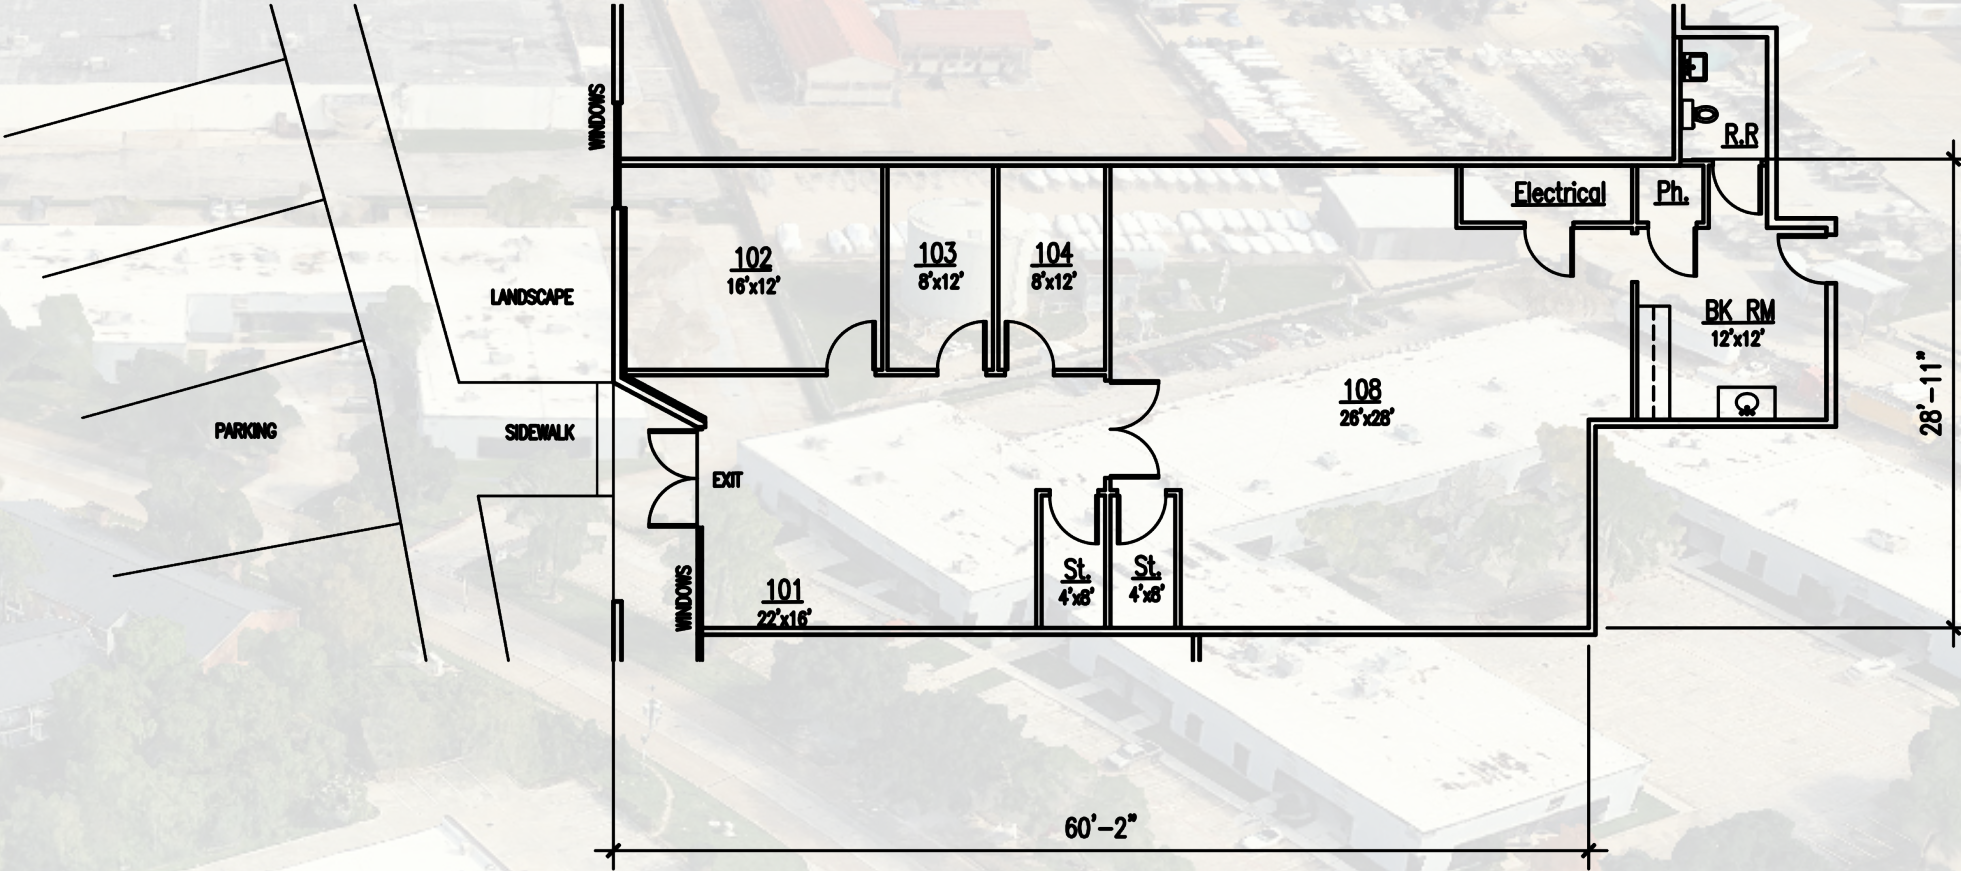 WINDOWS
R.R
Electrical
Ph.
102
16'x12'
103
8'x12'
104
8'x12'
LANDSCAPE
BK RM
12'x12'
108
26'x28'
28'-11"
PARKING
SIDEWALK
EXIT
WINDOWS
101
22'x16'
St.
4'x8'
St.
4'x8'
60'-2"